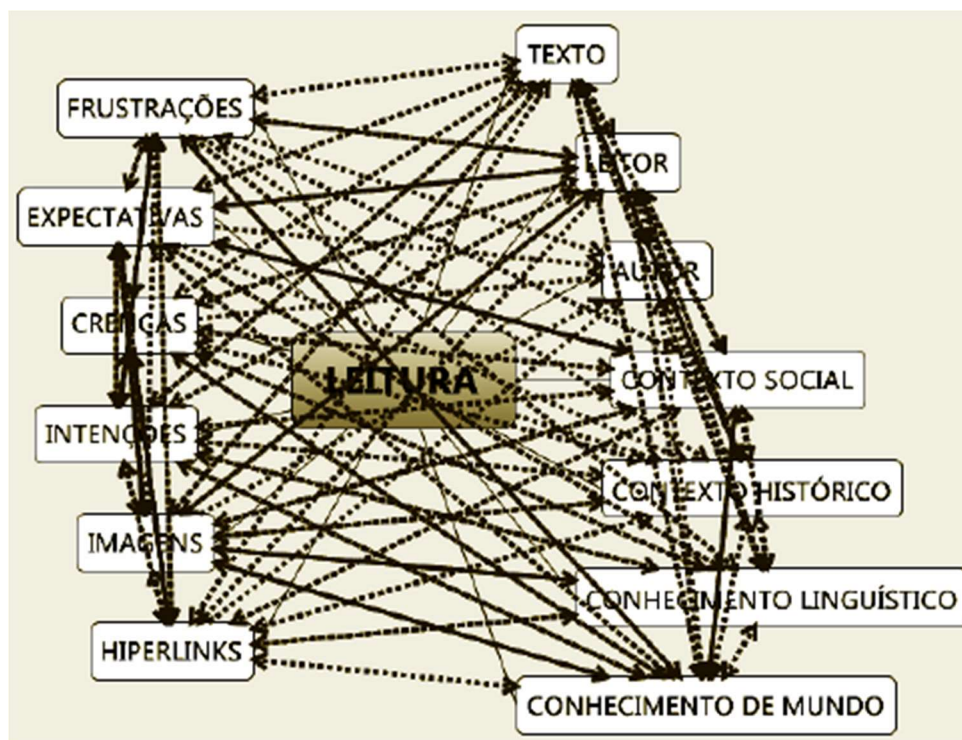 TEXTO
FRUSTRAÇÕES
LEITOR
EXPECTATIVAS
AUTOR
CRENÇAS
LEITURA
CONTEXTO SOCIAL
INTENÇÕES
CONTEXTO HISTÓRICO
IMAGENS
CONHECIMENTO LINGUÍSTICO
HIPERLINKS
CONHECIMENTO DE MUNDO